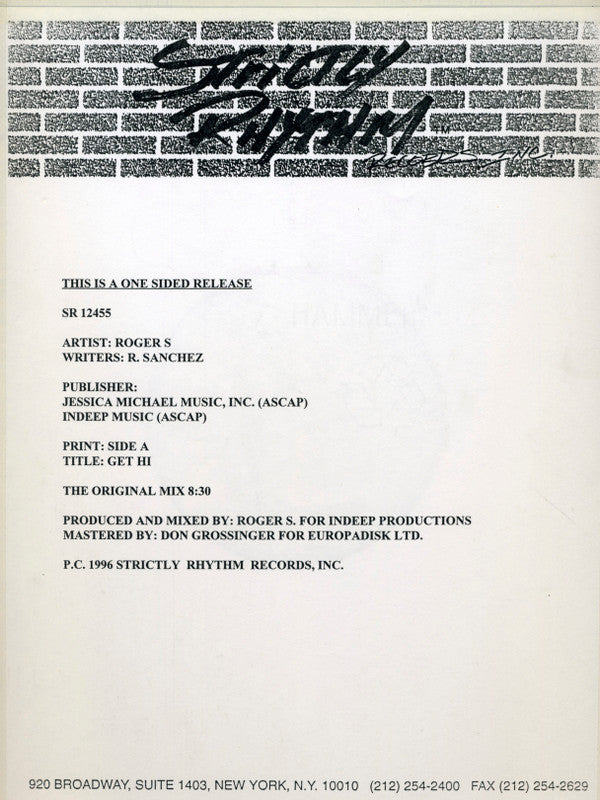 STRICTLY
RHYTHM™
RECORDS, INC.
THIS IS A ONE SIDED RELEASE
SR 12455
ARTIST: ROGER S
WRITERS: R. SANCHEZ
PUBLISHER:
JESSICA MICHAEL MUSIC, INC. (ASCAP)
INDEEP MUSIC (ASCAP)
PRINT: SIDE A
TITLE: GET HI
THE ORIGINAL MIX 8:30
PRODUCED AND MIXED BY: ROGER S. FOR INDEEP PRODUCTIONS
MASTERED BY: DON GROSSINGER FOR EUROPADISK LTD.
P.C. 1996 STRICTLY RHYTHM RECORDS, INC.
920 BROADWAY, SUITE 1403, NEW YORK, N.Y. 10010 (212) 254-2400 FAX (212) 254-2629